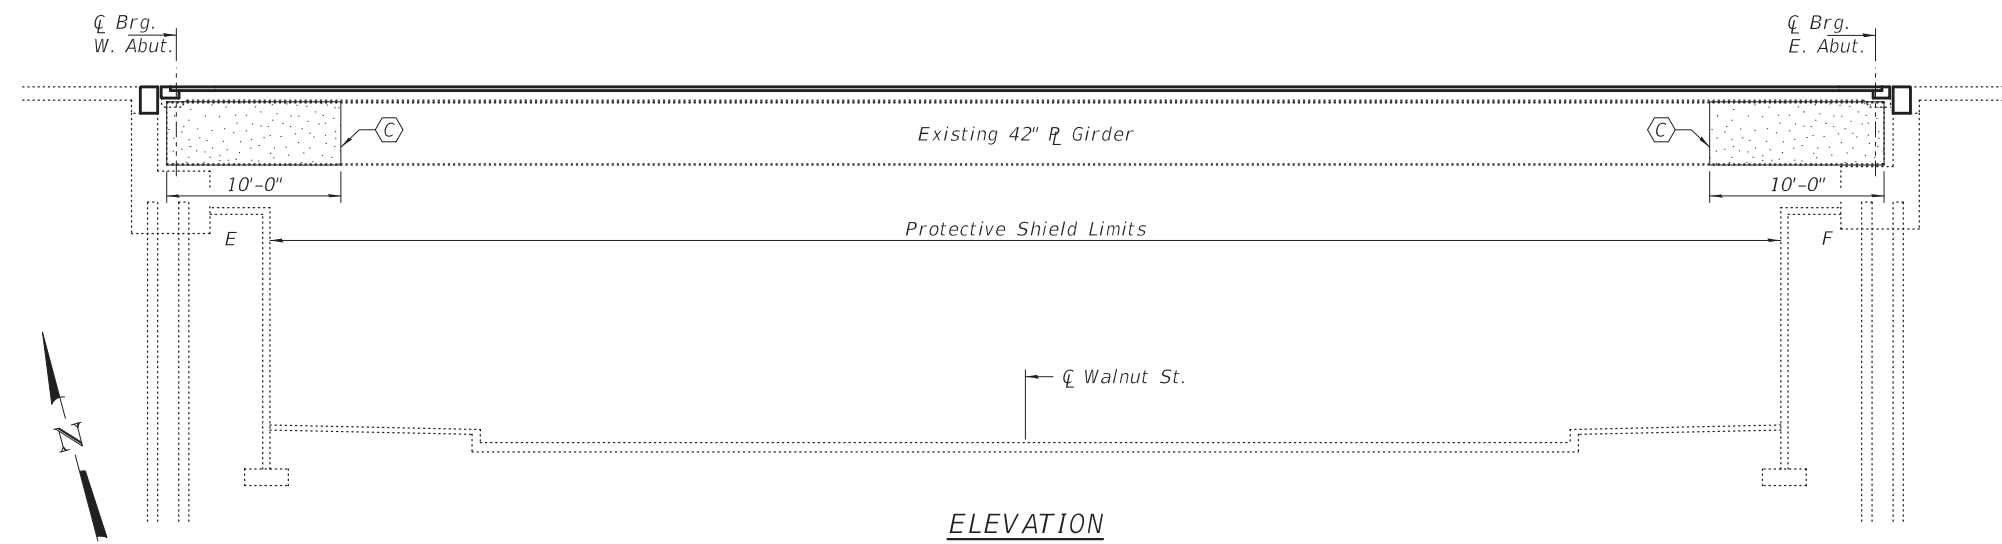 ℄ Brg.
W. Abut.
℄ Brg.
E. Abut.
C
Existing 42" ⅊ Girder
C
10'-0"
10'-0"
Protective Shield Limits
E
F
℄ Walnut St.
N
ELEVATION